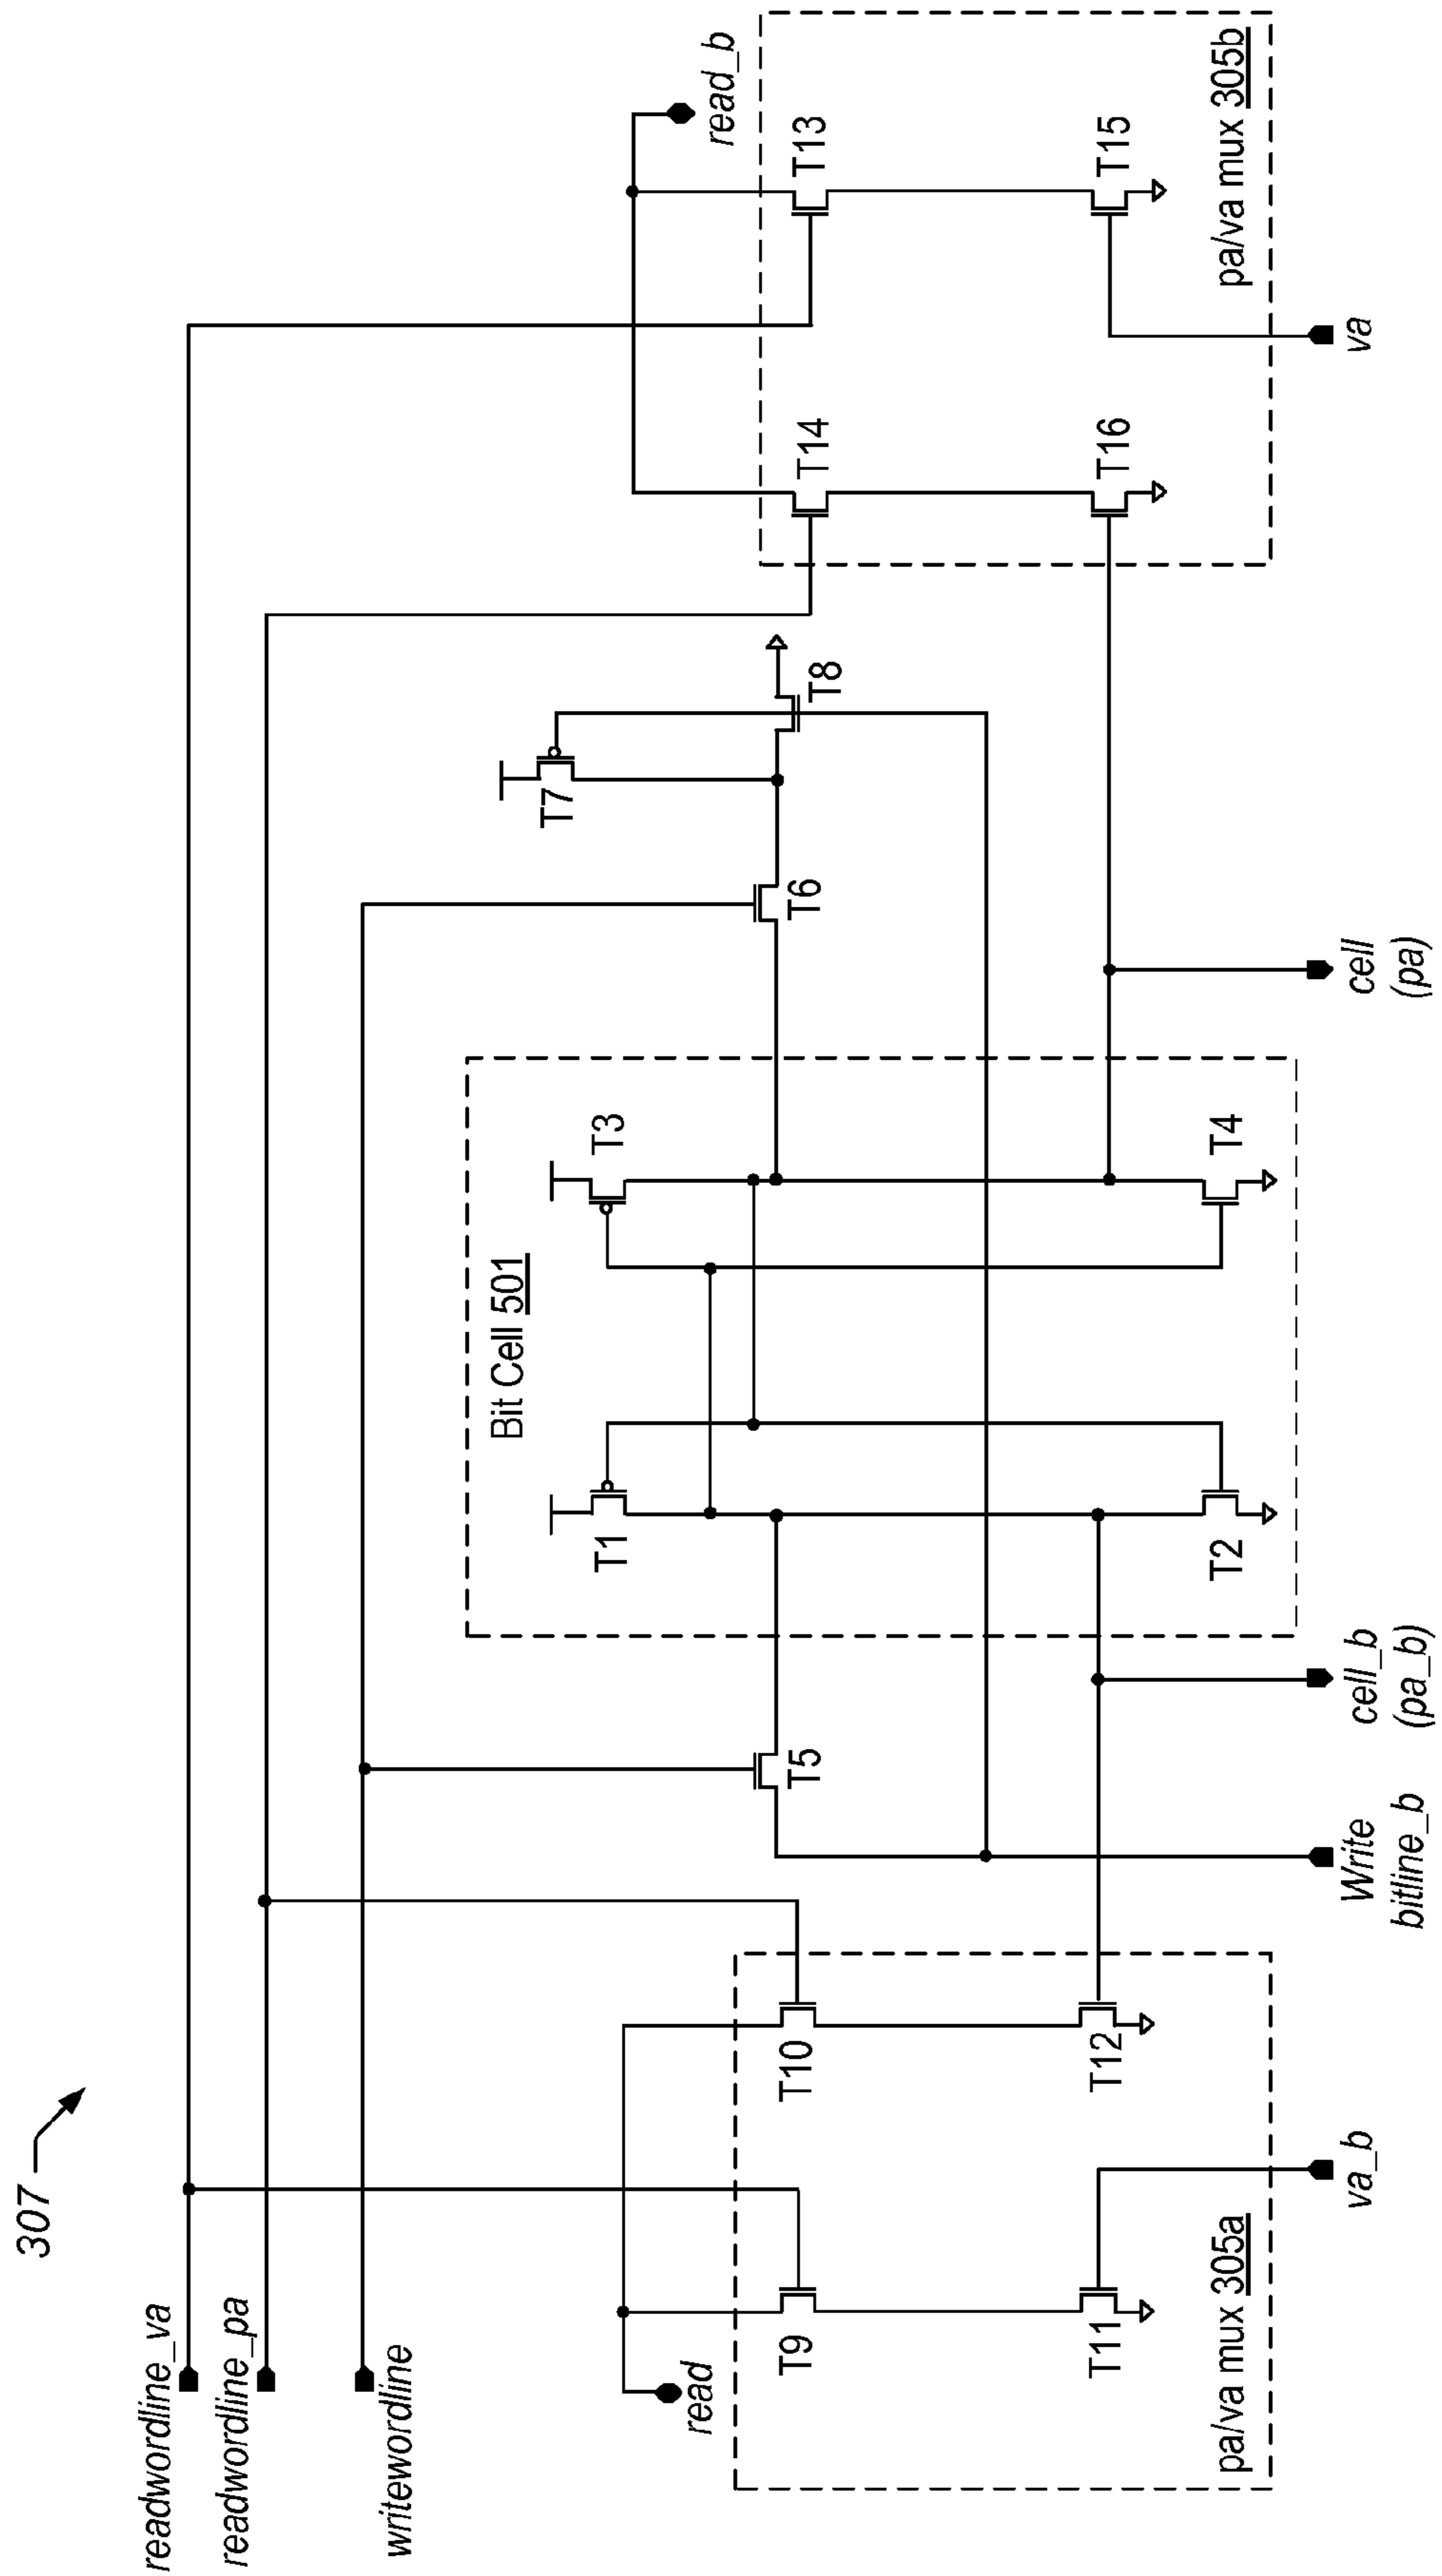 307
readwordline_va
readwordline_pa
writewordline
read_b
read
T9
T10
T11
T12
pa/va mux 305a
va_b
Write
bitline_b
T5
cell_b
(pa_b)
Bit Cell 501
T1
T2
T3
T4
T6
T7
T8
cell
(pa)
T14
T13
T16
T15
pa/va mux 305b
va